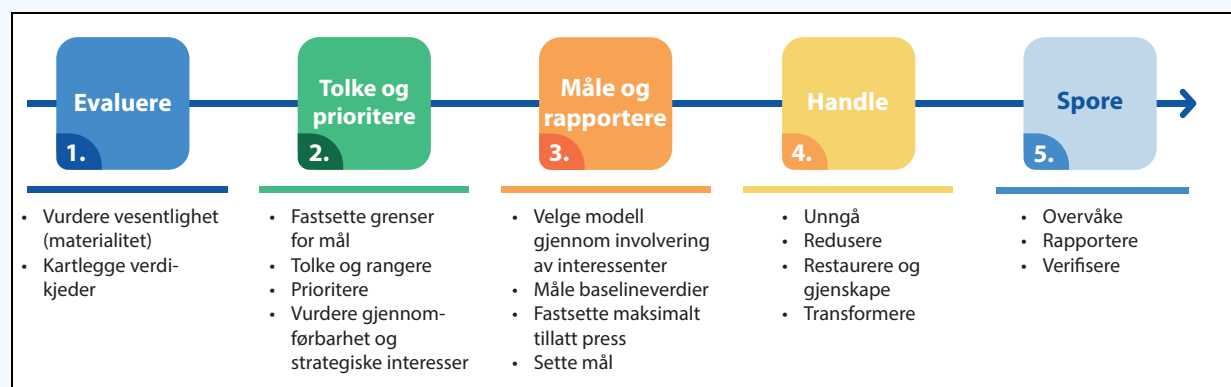 Evaluere
1.
Tolke og
prioritere
2.
Måle og
rapportere
3.
Handle
4.
Spore
5.
• Vurdere vesentlighet
(materialitet)
• Kartlegge verdi-
kjeder
• Fastsette grenser
for mål
• Tolke og rangere
• Prioritere
• Vurdere gjennom-
førbarhet og
strategiske interesser
• Velge modell
gjennom involvering
av interessenter
• Måle baselineverdier
• Fastsette maksimalt
tillatt press
• Sette mål
• Unngå
• Redusere
• Restaurere og
gjenskape
• Transformere
• Overvåke
• Rapportere
• Verifisere